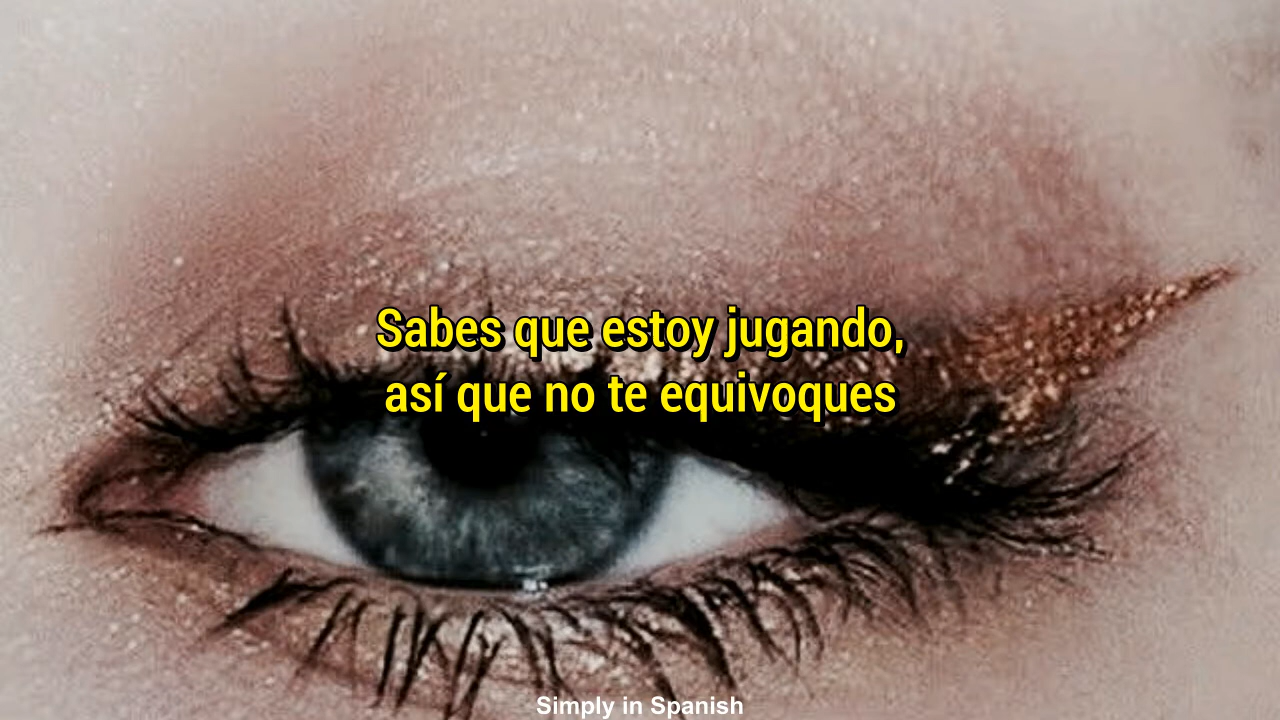 Sabes que estoy jugando,
así que no te equivoques
Simply in Spanish